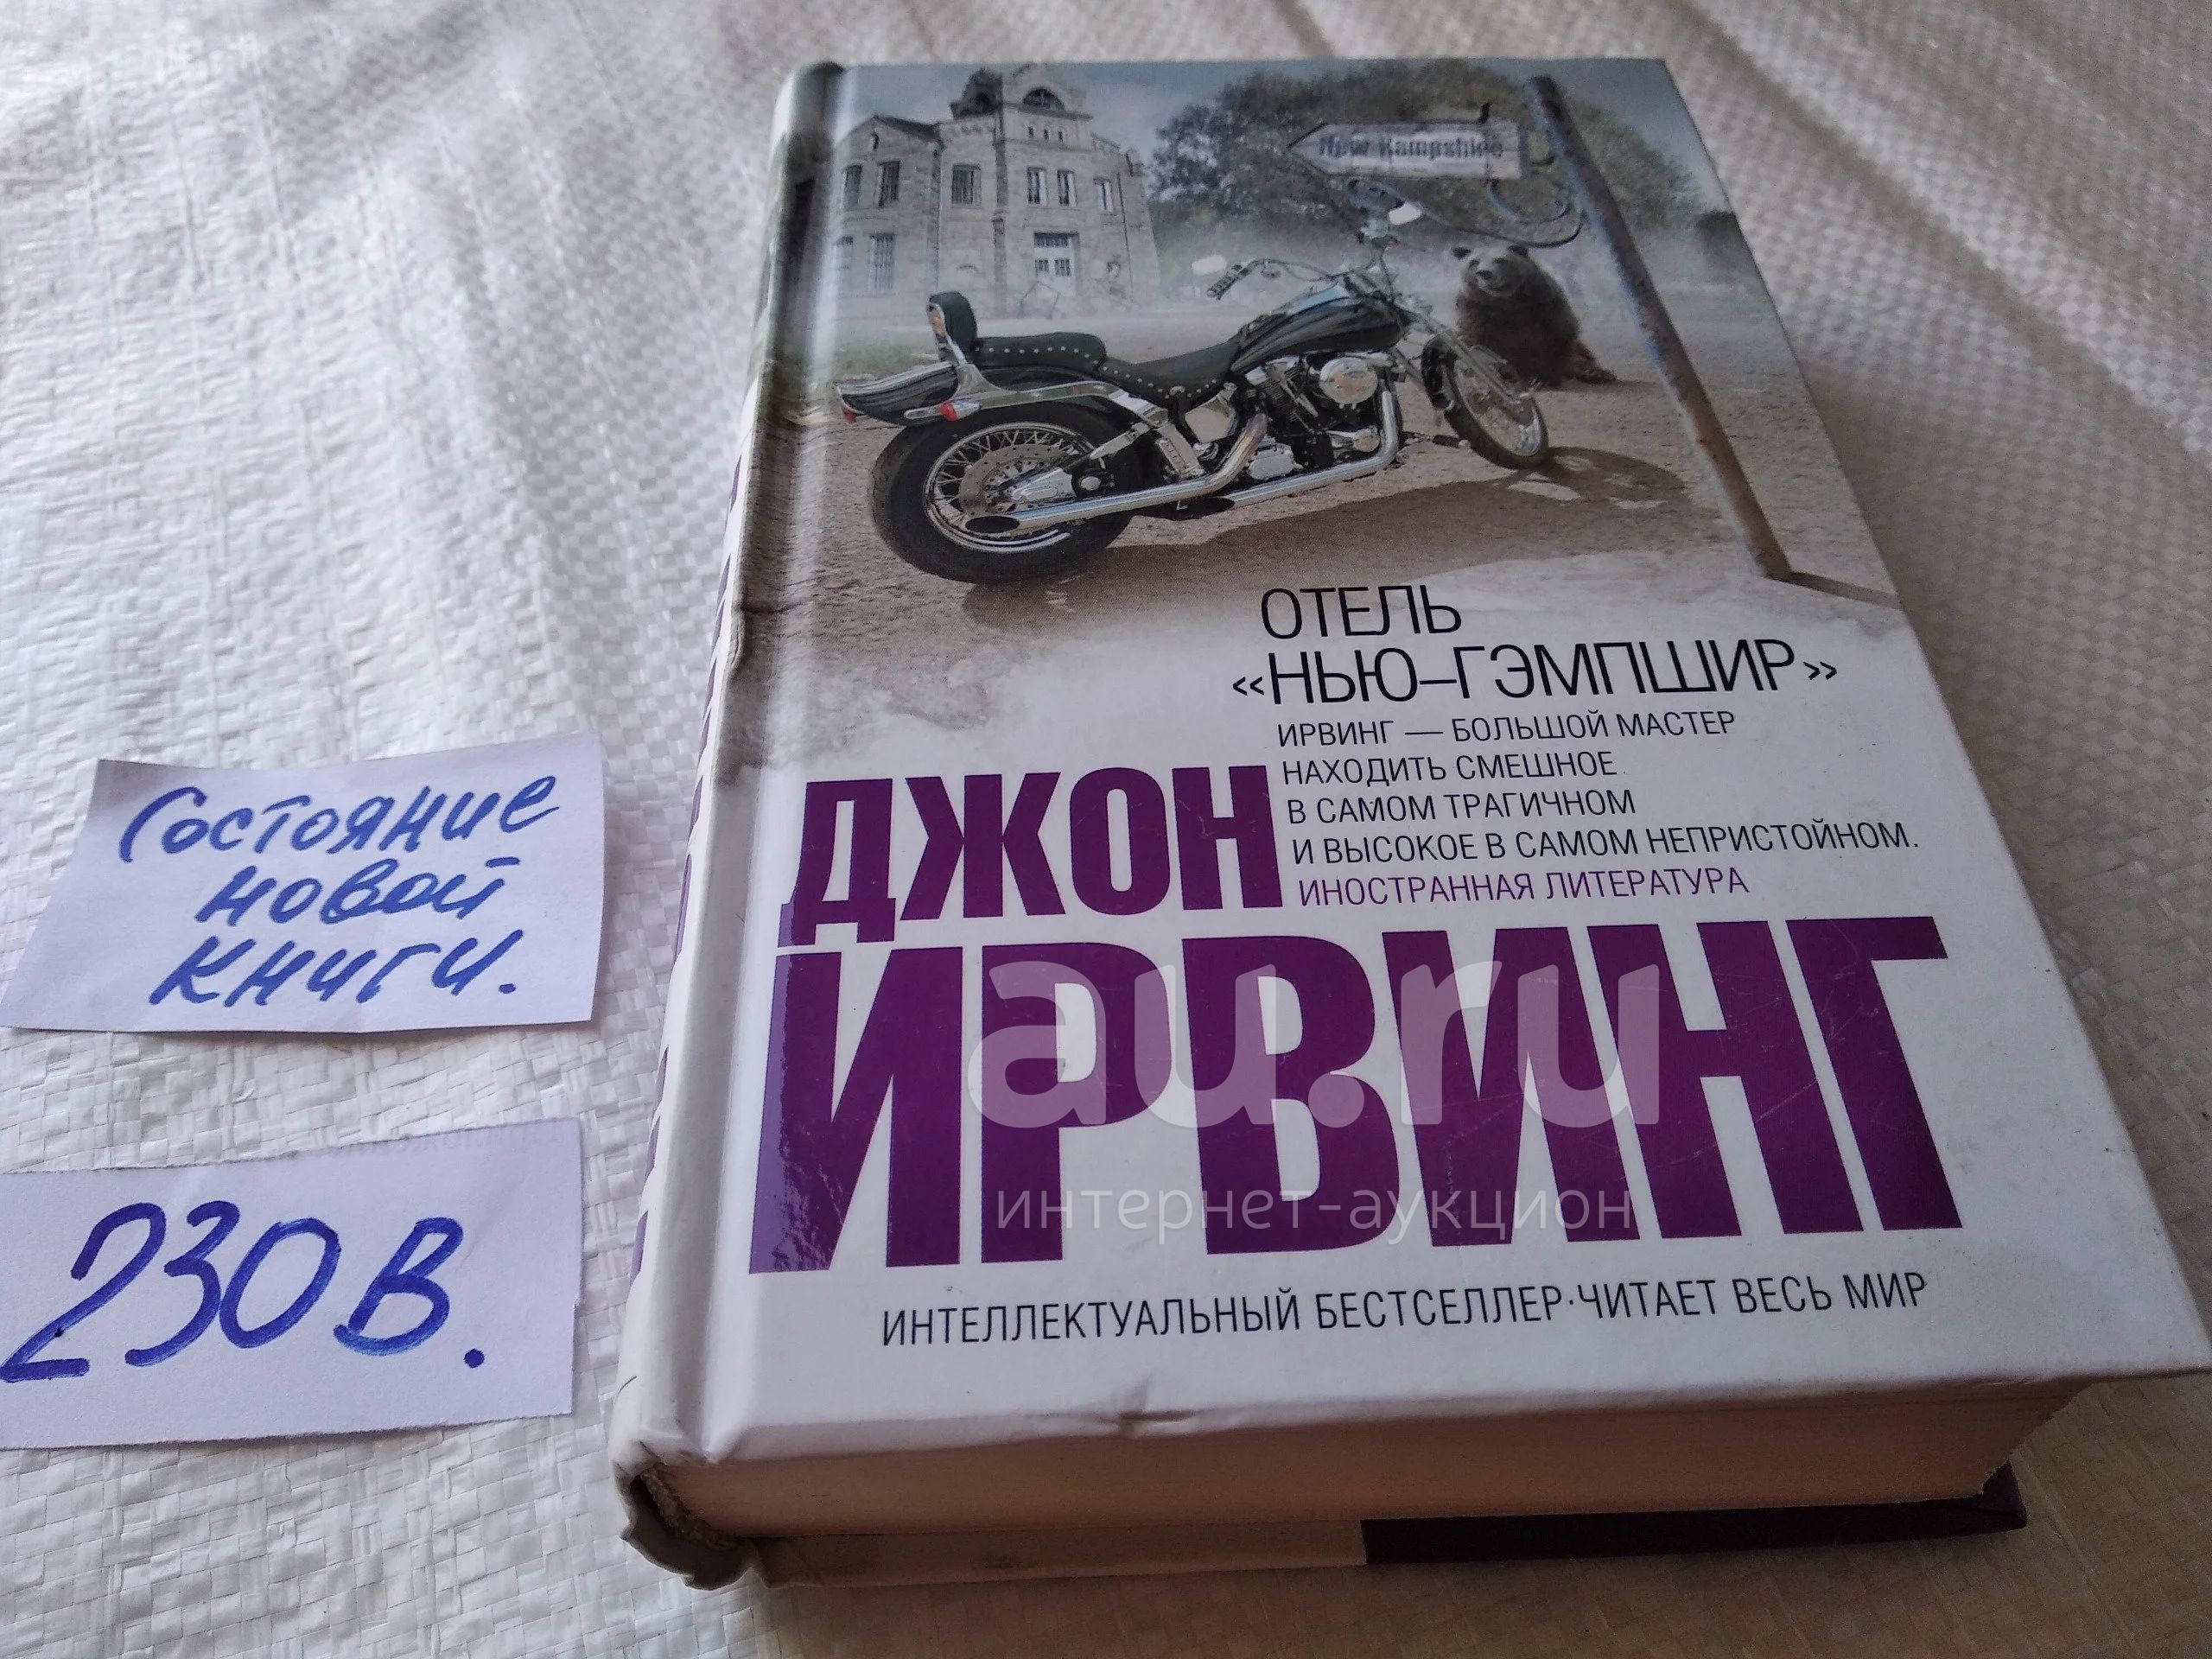 New Hampshire
ОТЕЛЬ
«НЬЮ–ГЭМПШИР»
ИРВИНГ — БОЛЬШОЙ МАСТЕР
НАХОДИТЬ СМЕШНОЕ
В САМОМ ТРАГИЧНОМ
И ВЫСОКОЕ В САМОМ НЕПРИСТОЙНОМ.
ИНОСТРАННАЯ ЛИТЕРАТУРА
ДЖОН
ИРВИНГ
ИНТЕЛЛЕКТУАЛЬНЫЙ БЕСТСЕЛЛЕР·ЧИТАЕТ ВЕСЬ МИР
Состояние
новой
книги.
230 В.
au.ru
интернет-аукцион